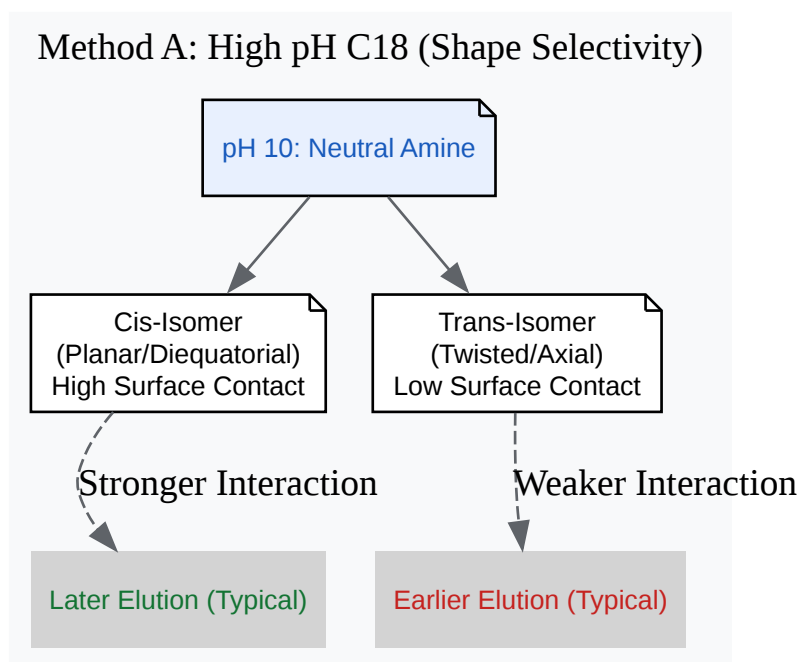 Method A: High pH C18 (Shape Selectivity)
pH 10: Neutral Amine
Cis-Isomer
(Planar/Diequatorial)
High Surface Contact
Trans-Isomer
(Twisted/Axial)
Low Surface Contact
Stronger Interaction
Weaker Interaction
Later Elution (Typical)
Earlier Elution (Typical)